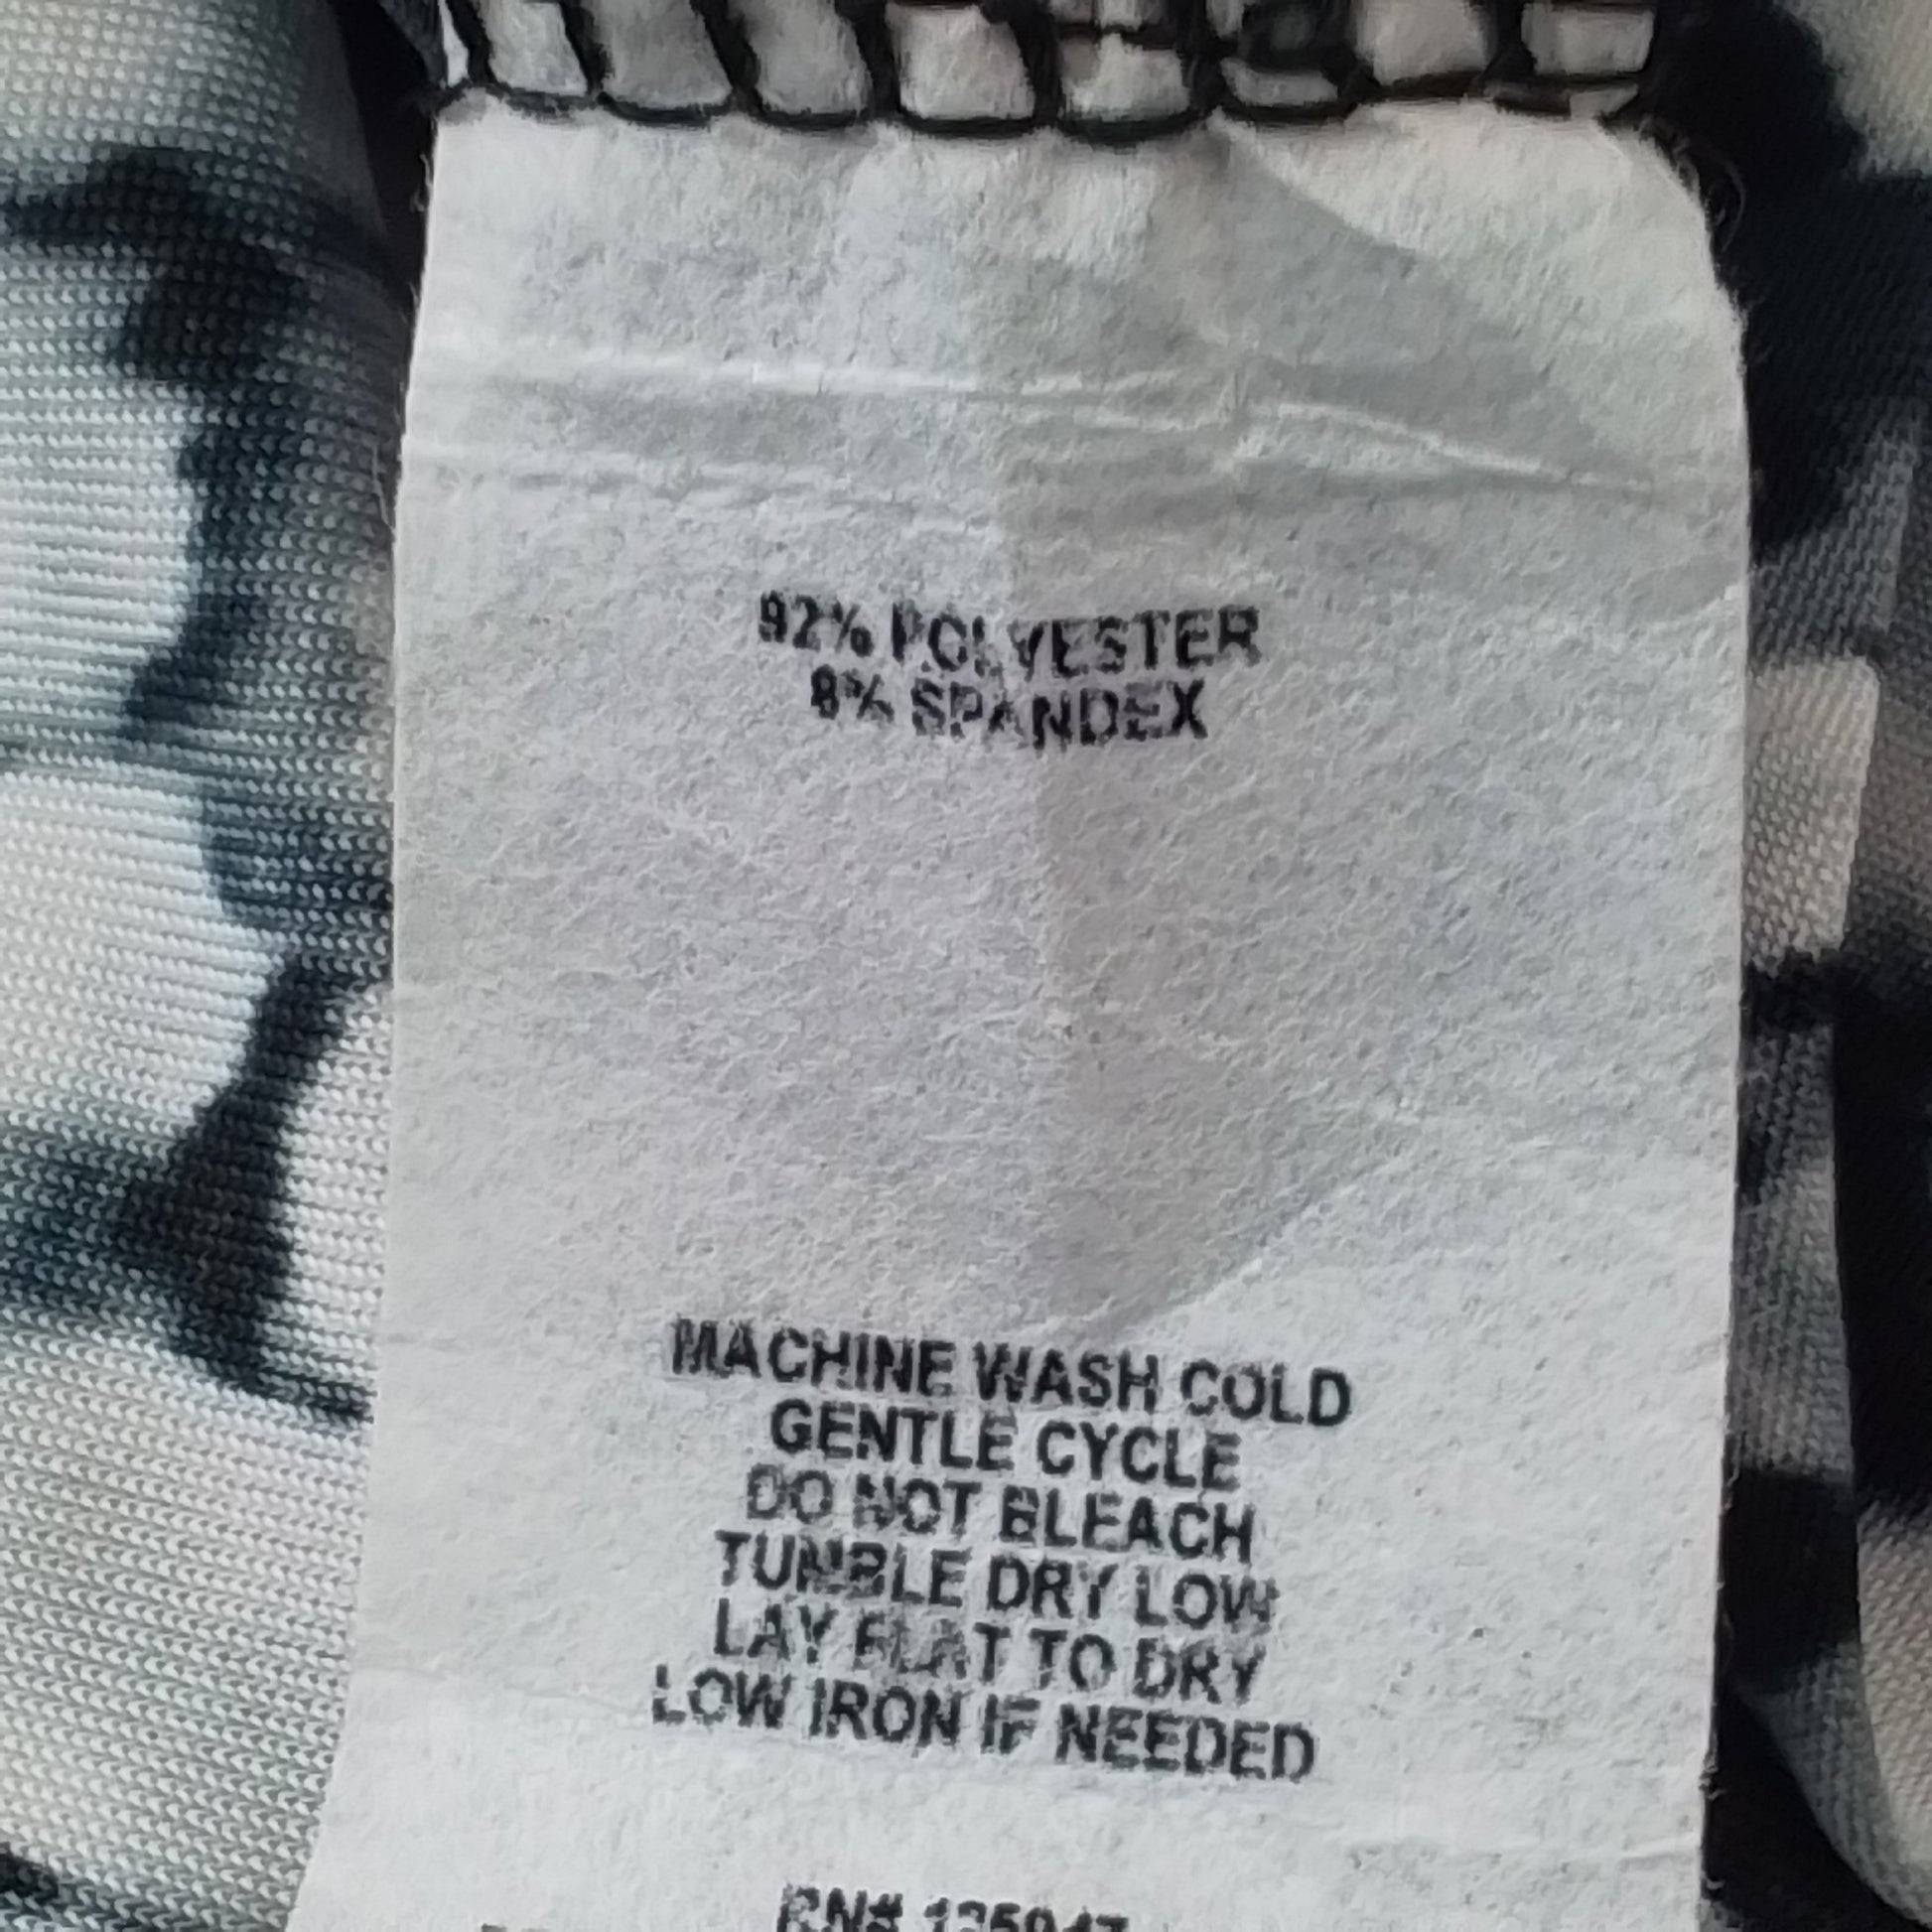 92% POLYESTER
8% SPANDEX
MACHINE WASH COLD
GENTLE CYCLE
DO NOT BLEACH
TUMBLE DRY LOW
LAY FLAT TO DRY
LOW IRON IF NEEDED
RN#